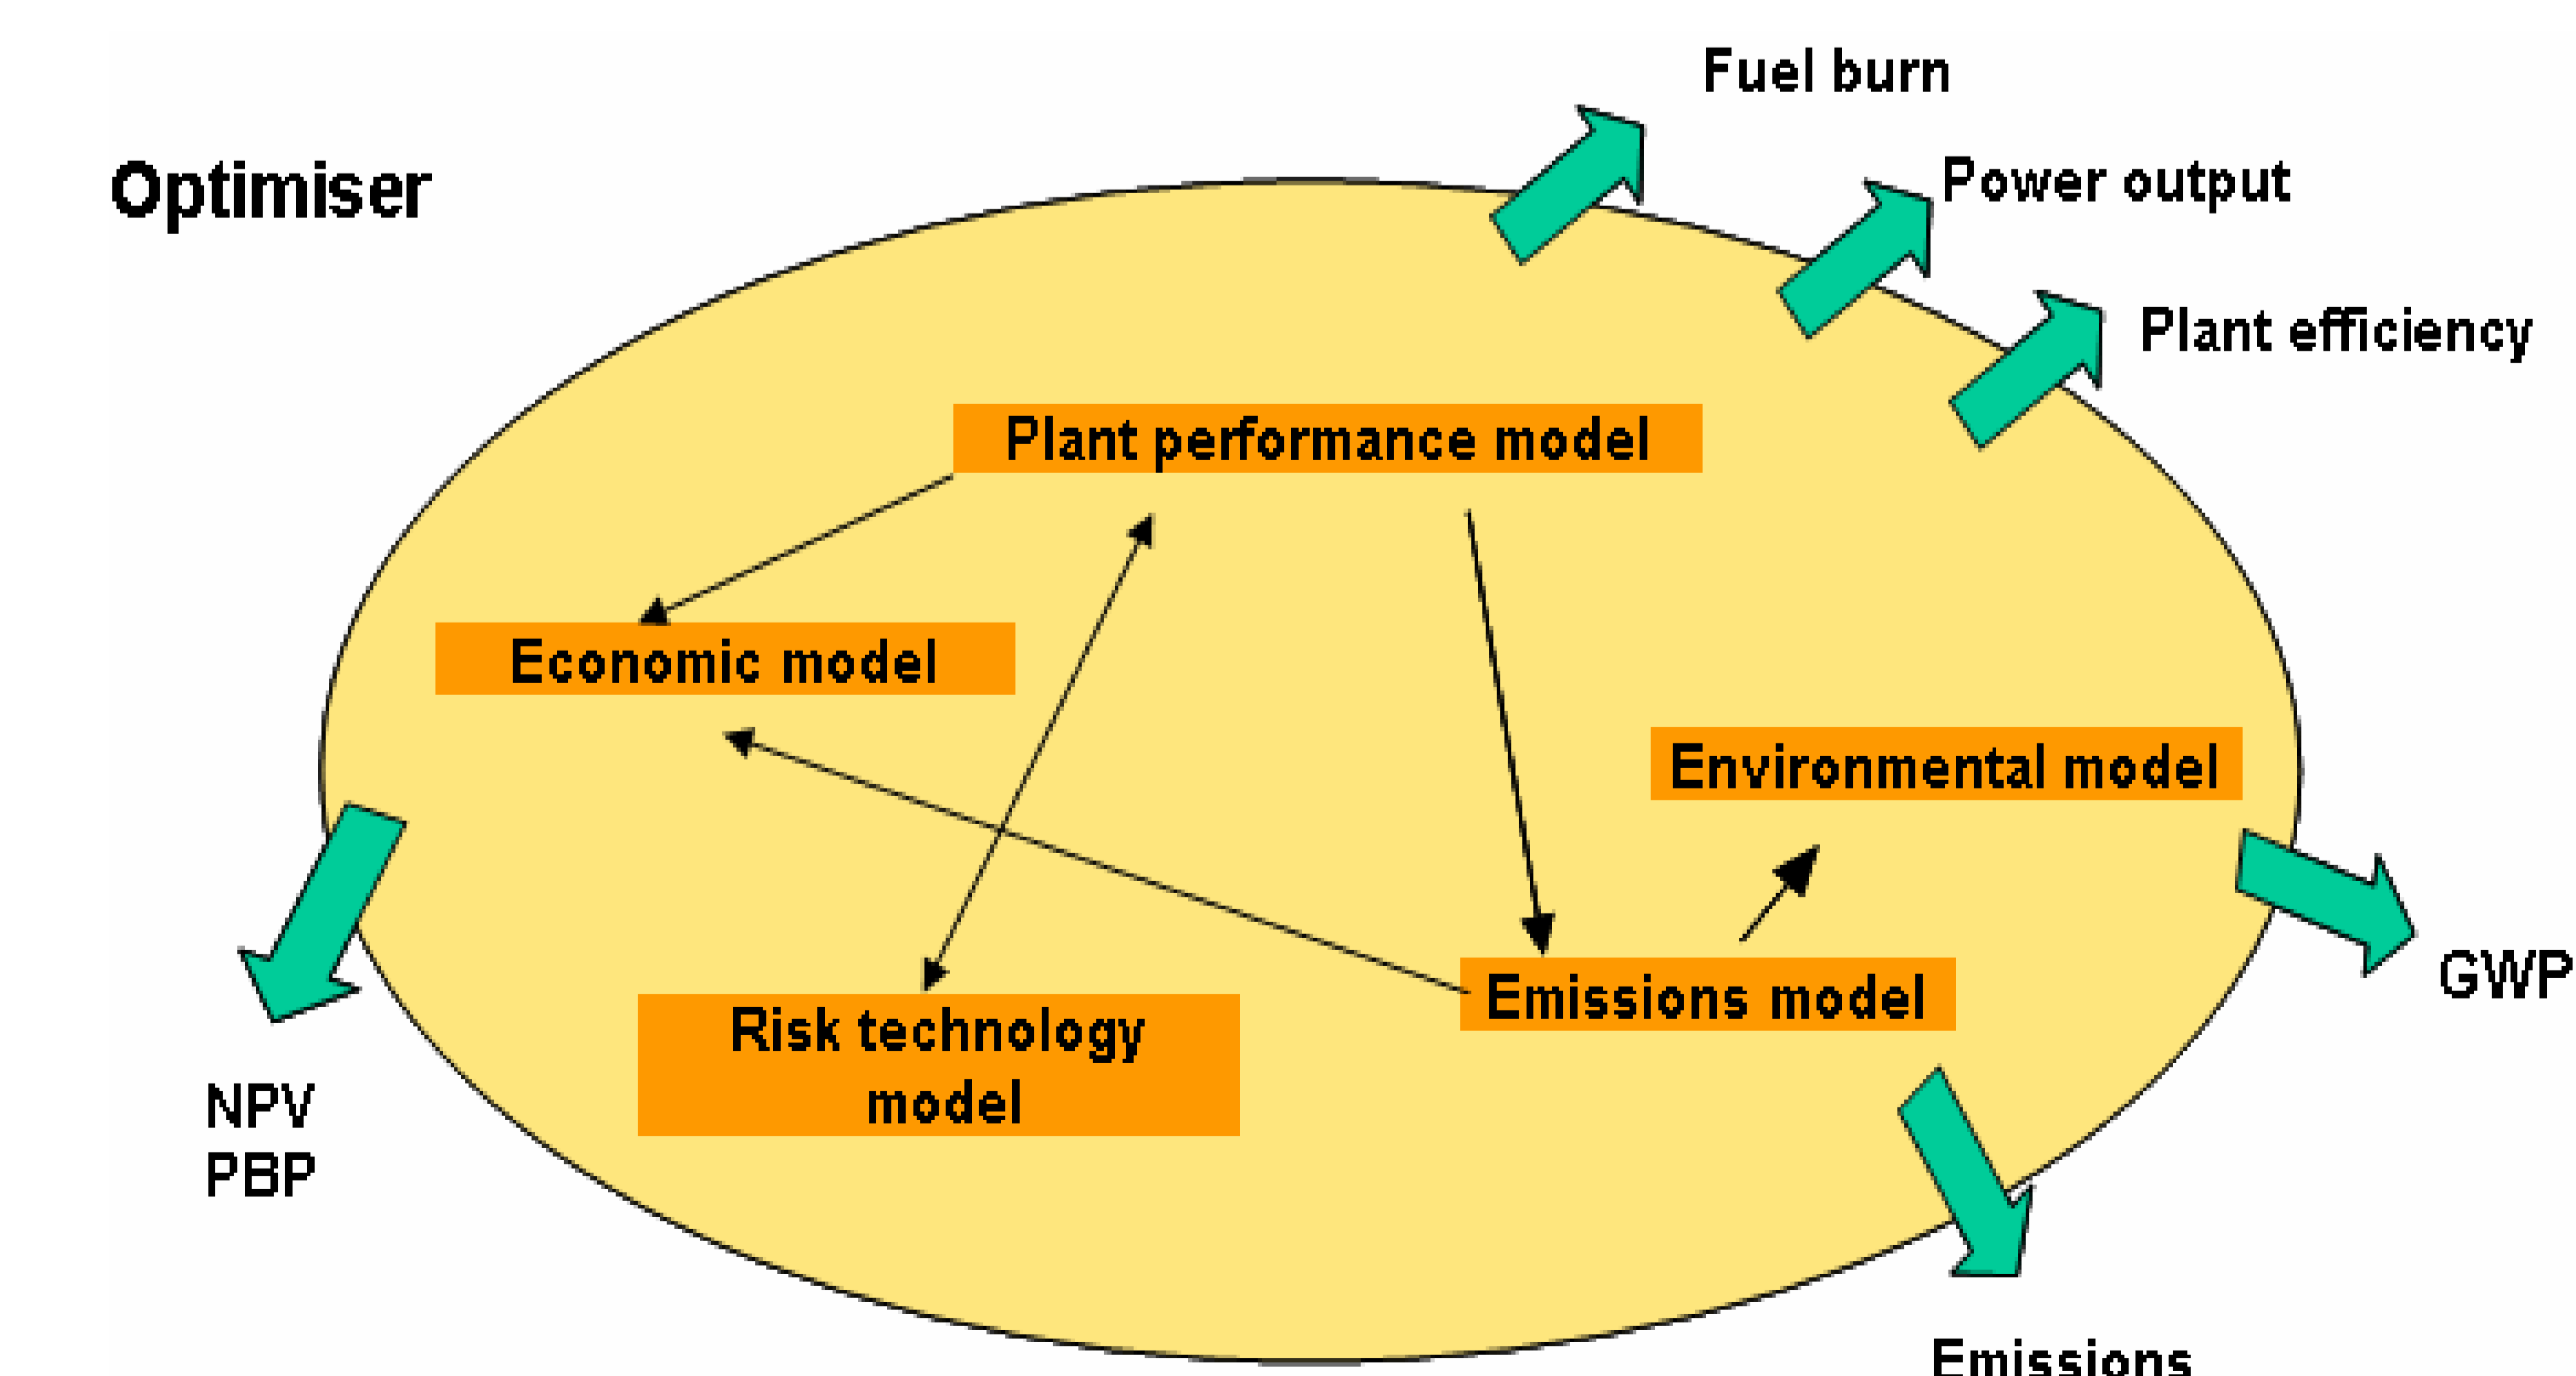 Fuel burn
Optimiser
Power output
Plant efficiency
Plant performance model
Economic model
Environmental model
GWP
Emissions model
Risk technology
model
NPV
PBP
Emissions